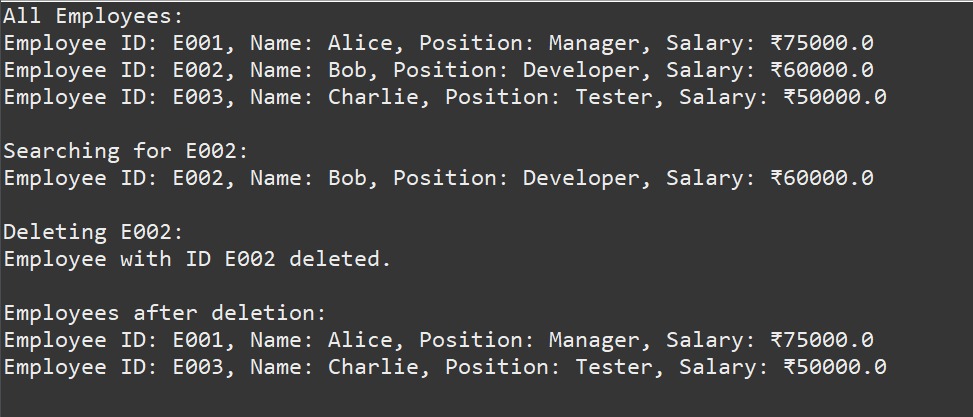 All Employees:
Employee ID: E001, Name: Alice, Position: Manager, Salary: ₹75000.0
Employee ID: E002, Name: Bob, Position: Developer, Salary: ₹60000.0
Employee ID: E003, Name: Charlie, Position: Tester, Salary: ₹50000.0
Searching for E002:
Employee ID: E002, Name: Bob, Position: Developer, Salary: ₹60000.0
Deleting E002:
Employee with ID E002 deleted.
Employees after deletion:
Employee ID: E001, Name: Alice, Position: Manager, Salary: ₹75000.0
Employee ID: E003, Name: Charlie, Position: Tester, Salary: ₹50000.0